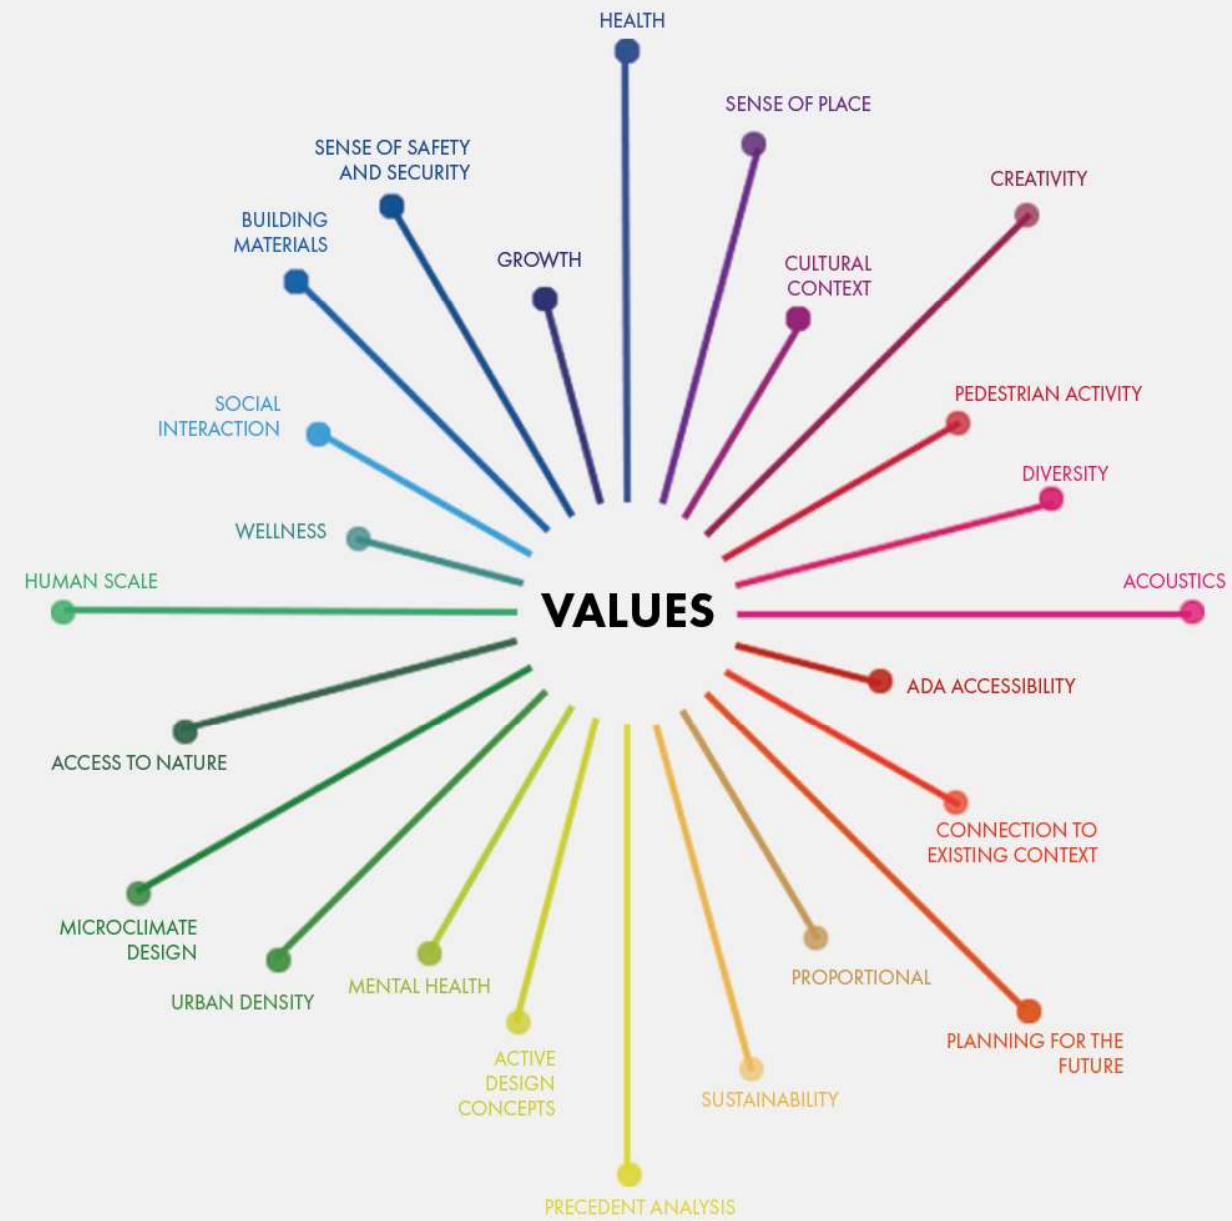 HEALTH
SENSE OF PLACE
SENSE OF SAFETY
AND SECURITY
CREATIVITY
BUILDING
MATERIALS
GROWTH
CULTURAL
CONTEXT
PEDESTRIAN ACTIVITY
SOCIAL
INTERACTION
DIVERSITY
WELLNESS
HUMAN SCALE
ACOUSTICS
VALUES
ADA ACCESSIBILITY
ACCESS TO NATURE
CONNECTION TO
EXISTING CONTEXT
MICROCLIMATE
DESIGN
PROPORTIONAL
MENTAL HEALTH
URBAN DENSITY
PLANNING FOR THE
FUTURE
ACTIVE
DESIGN
CONCEPTS
SUSTAINABILITY
PRECEDENT ANALYSIS